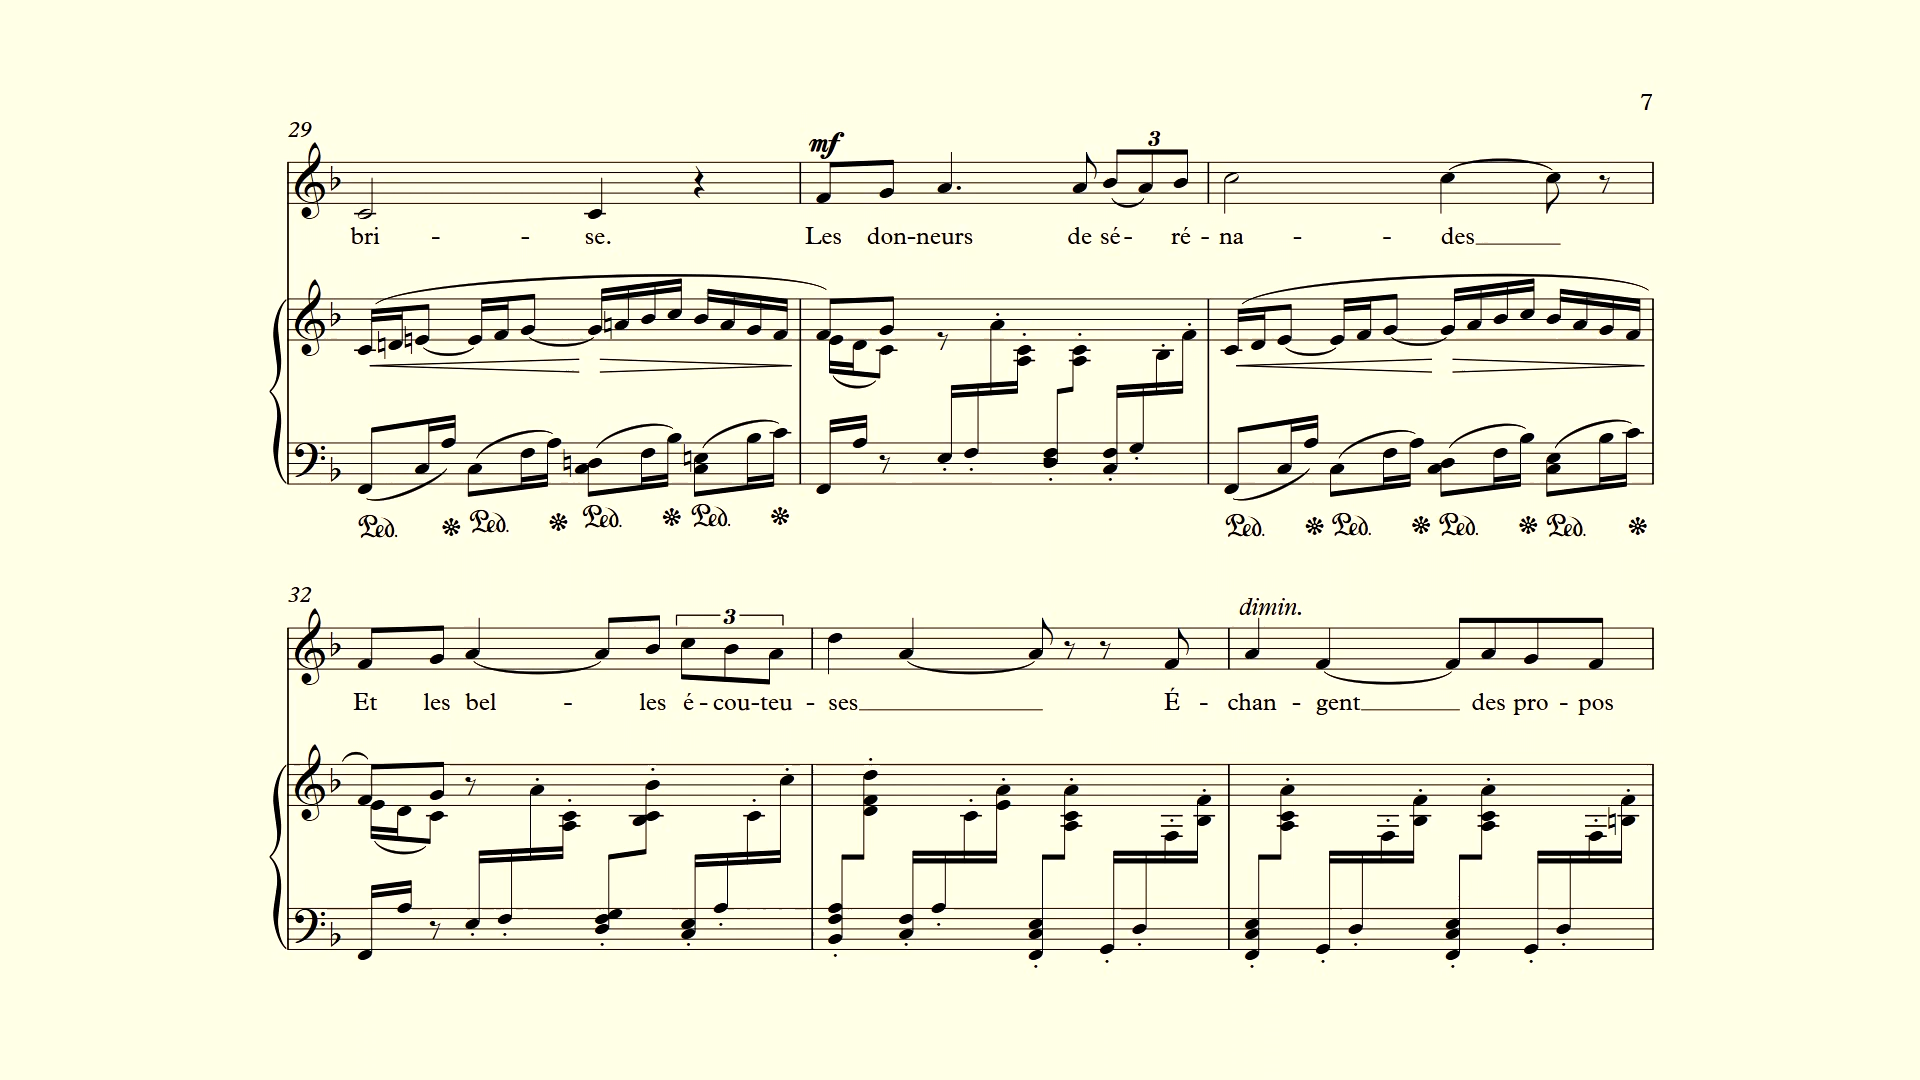 7
29
mf
3
bri - - se. Les don-neurs de sé- ré - na - - des
Ped. * Ped. * Ped. * Ped. * Ped. * Ped. * Ped. * Ped. *
32
3
dimin.
Et les bel - les é - cou-teu - ses É - chan - gent des pro - pos